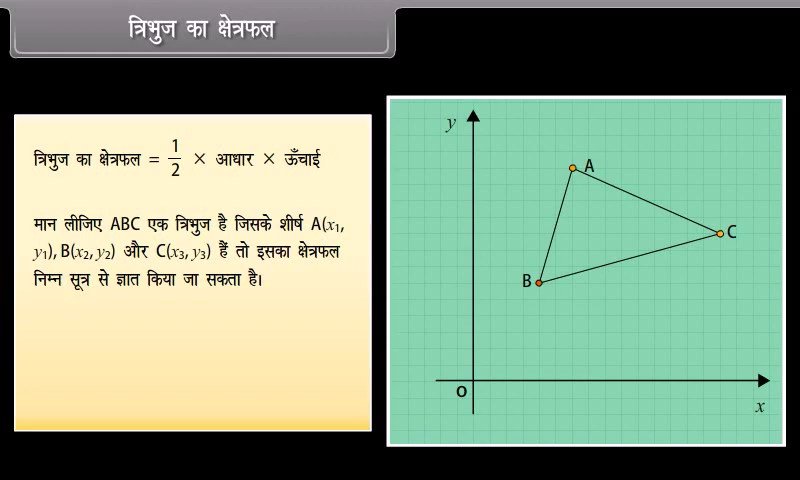 त्रिभुज का क्षेत्रफल
त्रिभुज का क्षेत्रफल = 1/2 × आधार × ऊँचाई
मान लीजिए ABC एक त्रिभुज है जिसके शीर्ष A(x₁,
y₁), B(x₂, y₂) और C(x₃, y₃) हैं तो इसका क्षेत्रफल
निम्न सूत्र से ज्ञात किया जा सकता है।
y
A
C
B
O
x